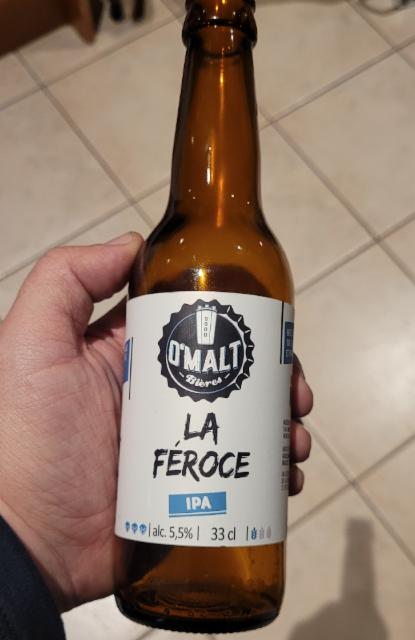 O'MALT
Bières
LA
FÉROCE
IPA
alc. 5,5% | 33 cl |